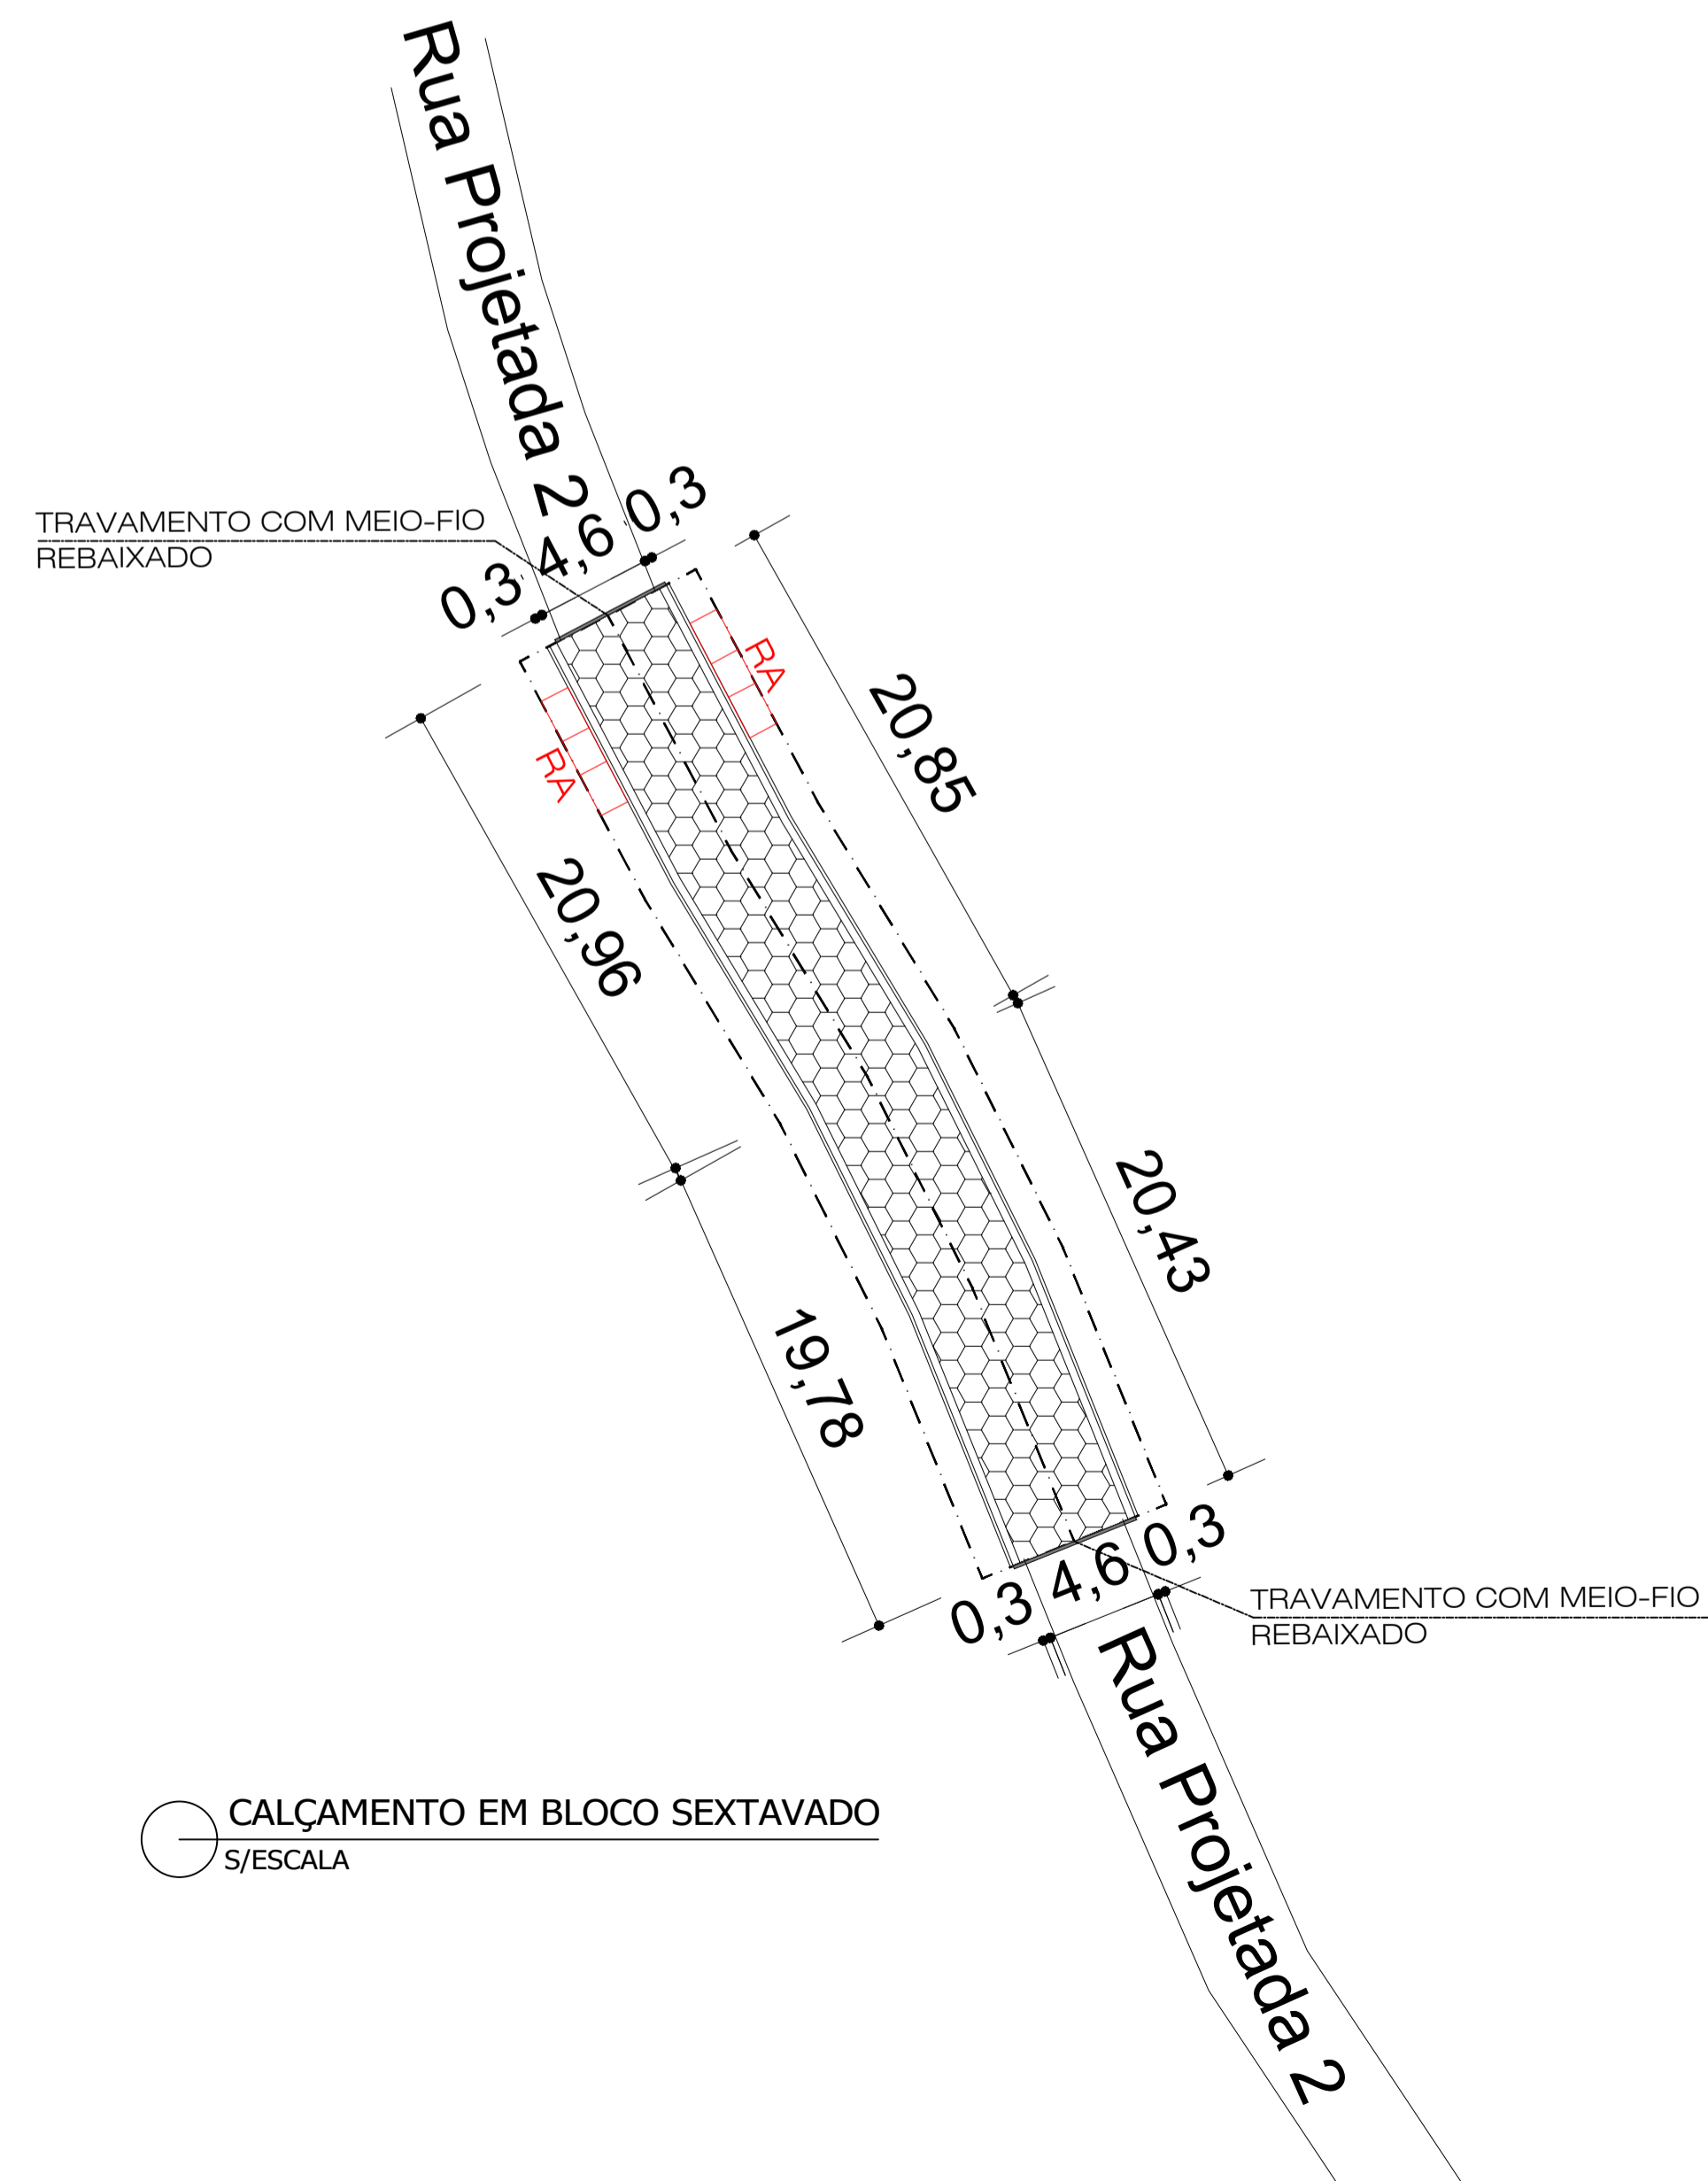 Rua Projetada 2
TRAVAMENTO COM MEIO-FIO
REBAIXADO
0,3
4,6
0,3
RA
RA
20,85
20,96
20,43
19,78
0,3
4,6
0,3
TRAVAMENTO COM MEIO-FIO
REBAIXADO
Rua Projetada 2
CALÇAMENTO EM BLOCO SEXTAVADO
S/ESCALA